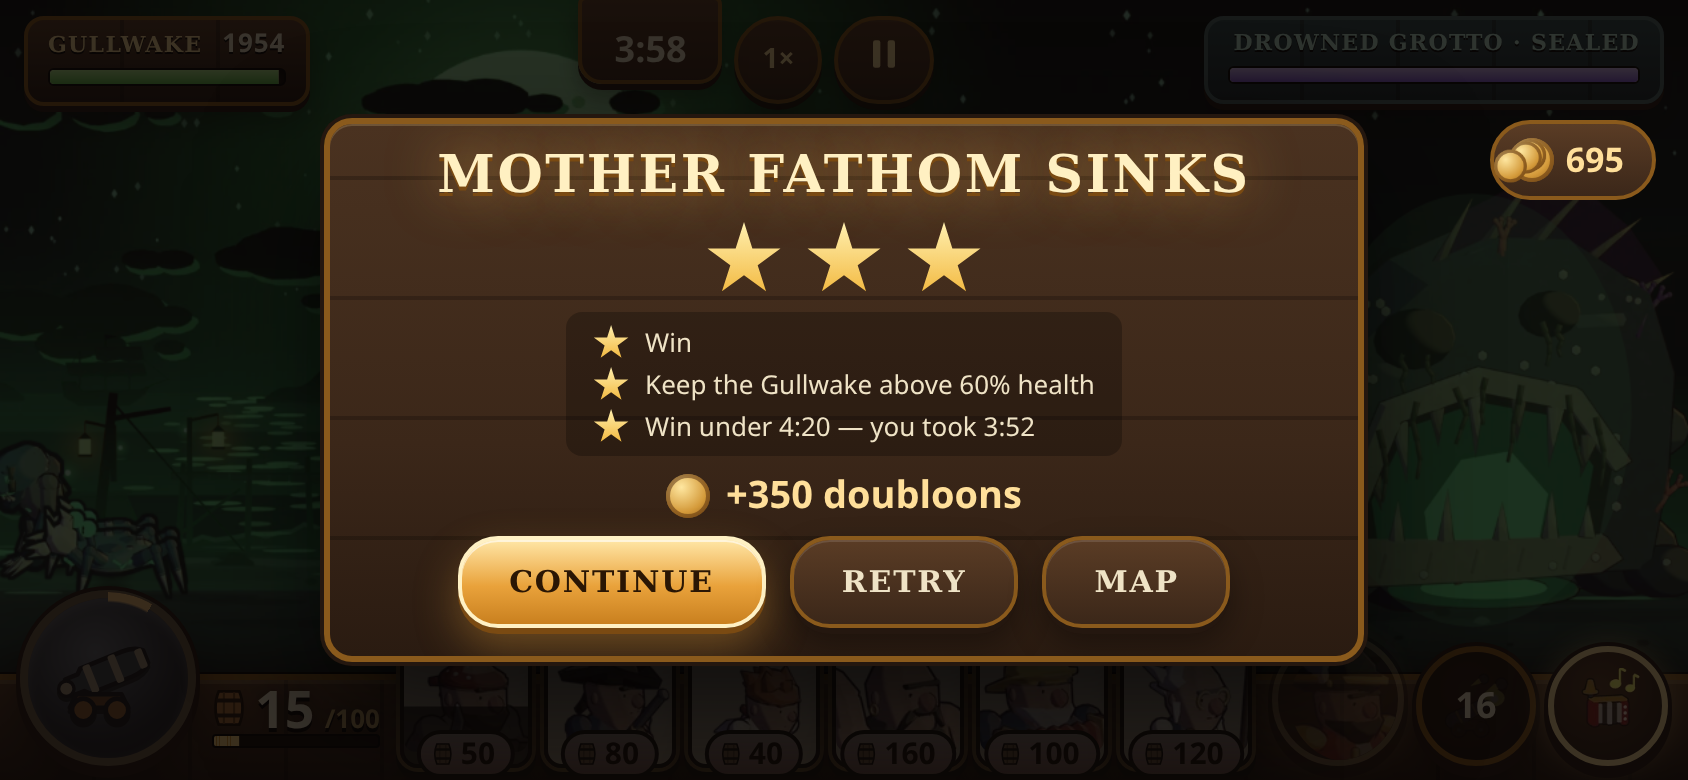 GULLWAKE 1954
3:58
1×
DROWNED GROTTO · SEALED
695
MOTHER FATHOM SINKS
Win
Keep the Gullwake above 60% health
Win under 4:20 — you took 3:52
+350 doubloons
CONTINUE
RETRY
MAP
15 /100
50
80
40
160
100
120
16